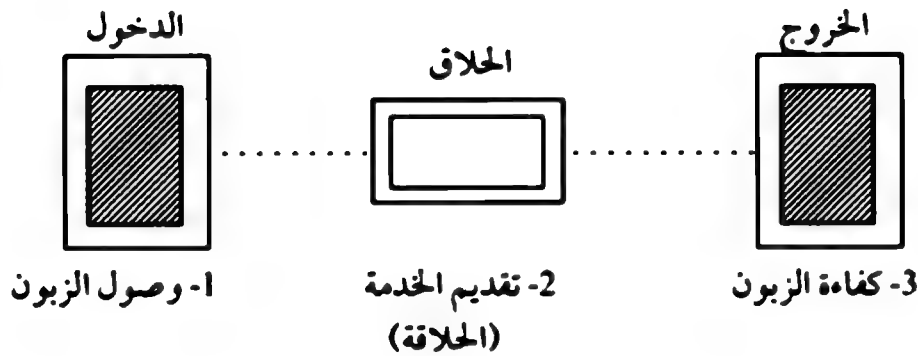 الخروج
الحلاق
الدخول
3- كفاءة الزبون
2- تقديم الخدمة
(الحلاقة)
1- وصول الزبون